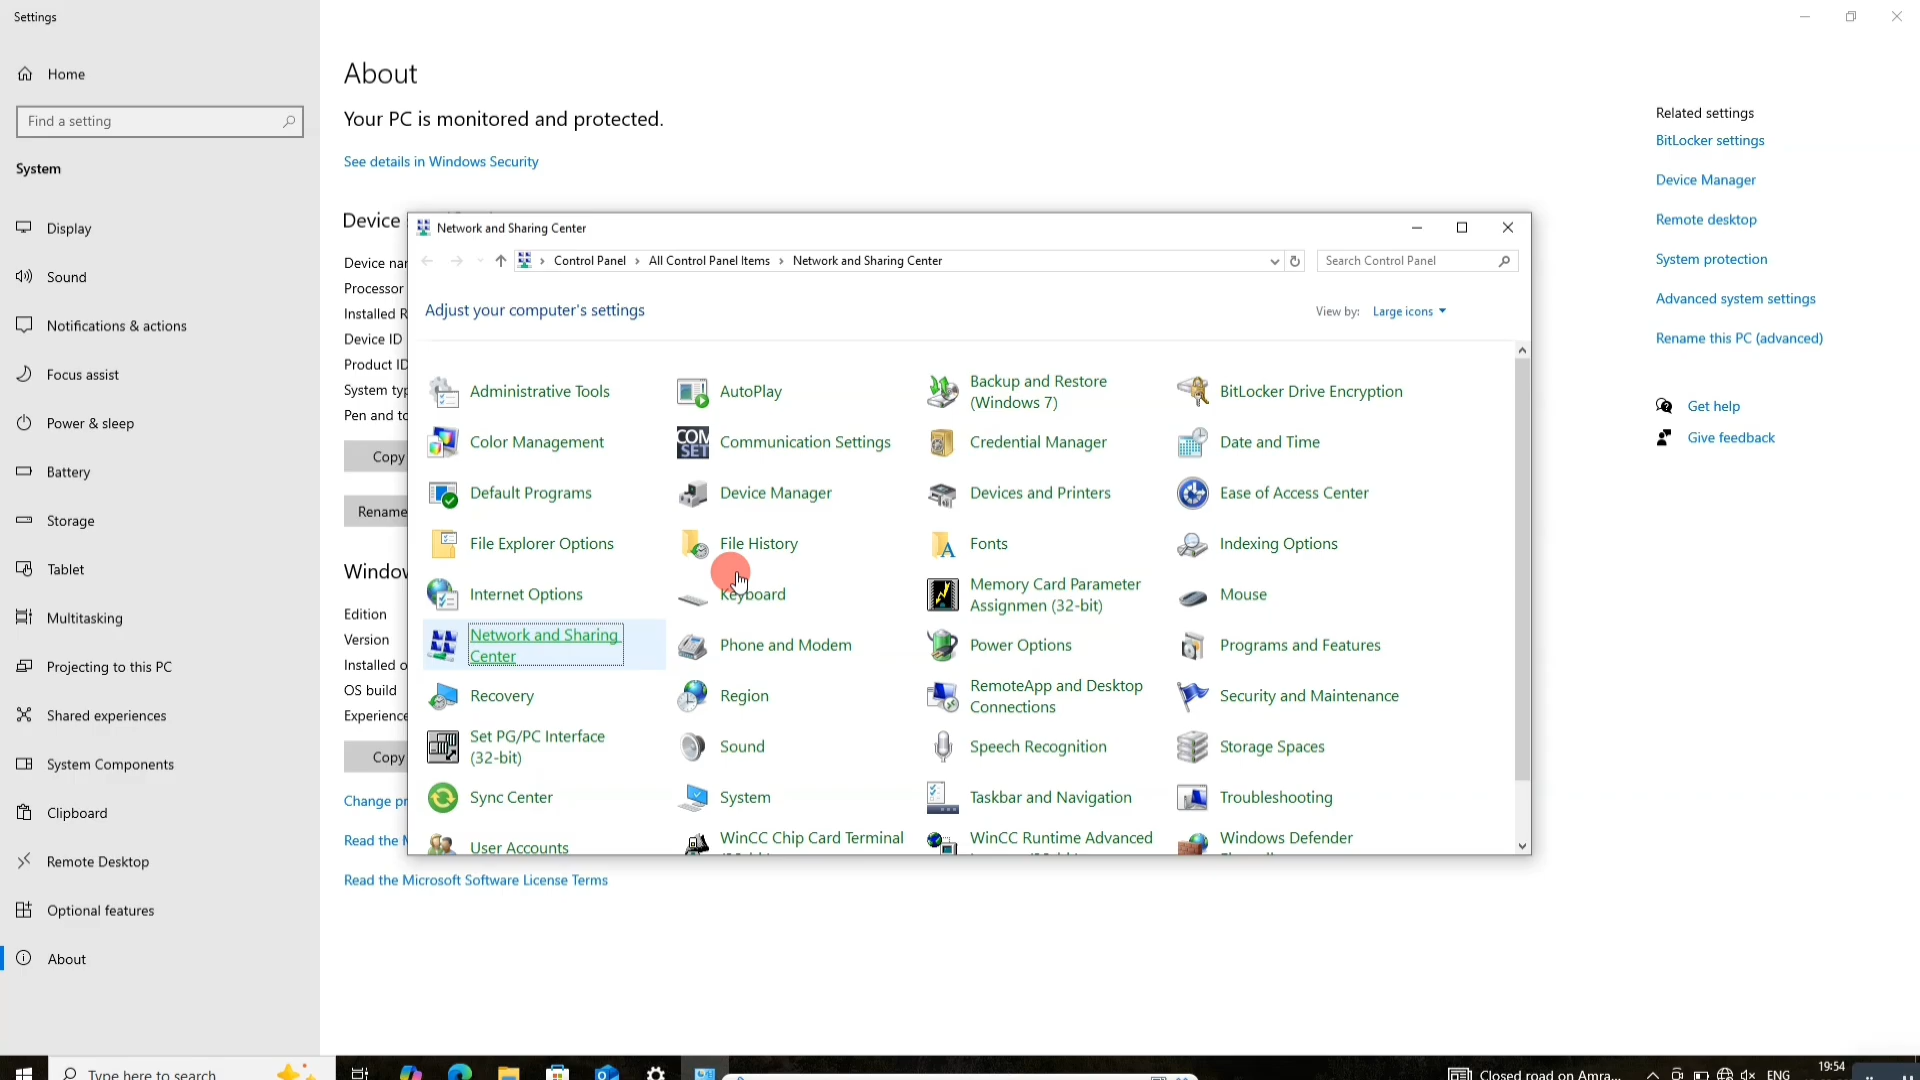 Settings
Home
Find a setting
System
Display
Sound
Notifications & actions
Focus assist
Power & sleep
Battery
Storage
Tablet
Multitasking
Projecting to this PC
Shared experiences
System Components
Clipboard
Remote Desktop
Optional features
About
About
Your PC is monitored and protected.
See details in Windows Security
Device
Processor
Device ID
Product ID
Pen and
Copy
Rename
Edition
Version
Installed
OS build
Experience
Copy
Change
Read the
Read the Microsoft Software License Terms
Network and Sharing Center
Control Panel › All Control Panel Items › Network and Sharing Center
Search Control Panel
Adjust your computer's settings
View by: Large icons
Administrative Tools
AutoPlay
Backup and Restore
(Windows 7)
BitLocker Drive Encryption
Color Management
COM
SET
Communication Settings
Credential Manager
Date and Time
Default Programs
Device Manager
Devices and Printers
Ease of Access Center
File Explorer Options
File History
Fonts
Indexing Options
Internet Options
Keyboard
Memory Card Parameter
Assignmen (32-bit)
Mouse
Network and Sharing
Center
Phone and Modem
Power Options
Programs and Features
Recovery
Region
RemoteApp and Desktop
Connections
Security and Maintenance
Set PG/PC Interface
(32-bit)
Sound
Speech Recognition
Storage Spaces
Sync Center
System
Taskbar and Navigation
Troubleshooting
User Accounts
WinCC Chip Card Terminal
WinCC Runtime Advanced
Windows Defender
Related settings
BitLocker settings
Device Manager
Remote desktop
System protection
Advanced system settings
Rename this PC (advanced)
Get help
Give feedback
Type here to search
Closed road on Amra...
ENG
19:54